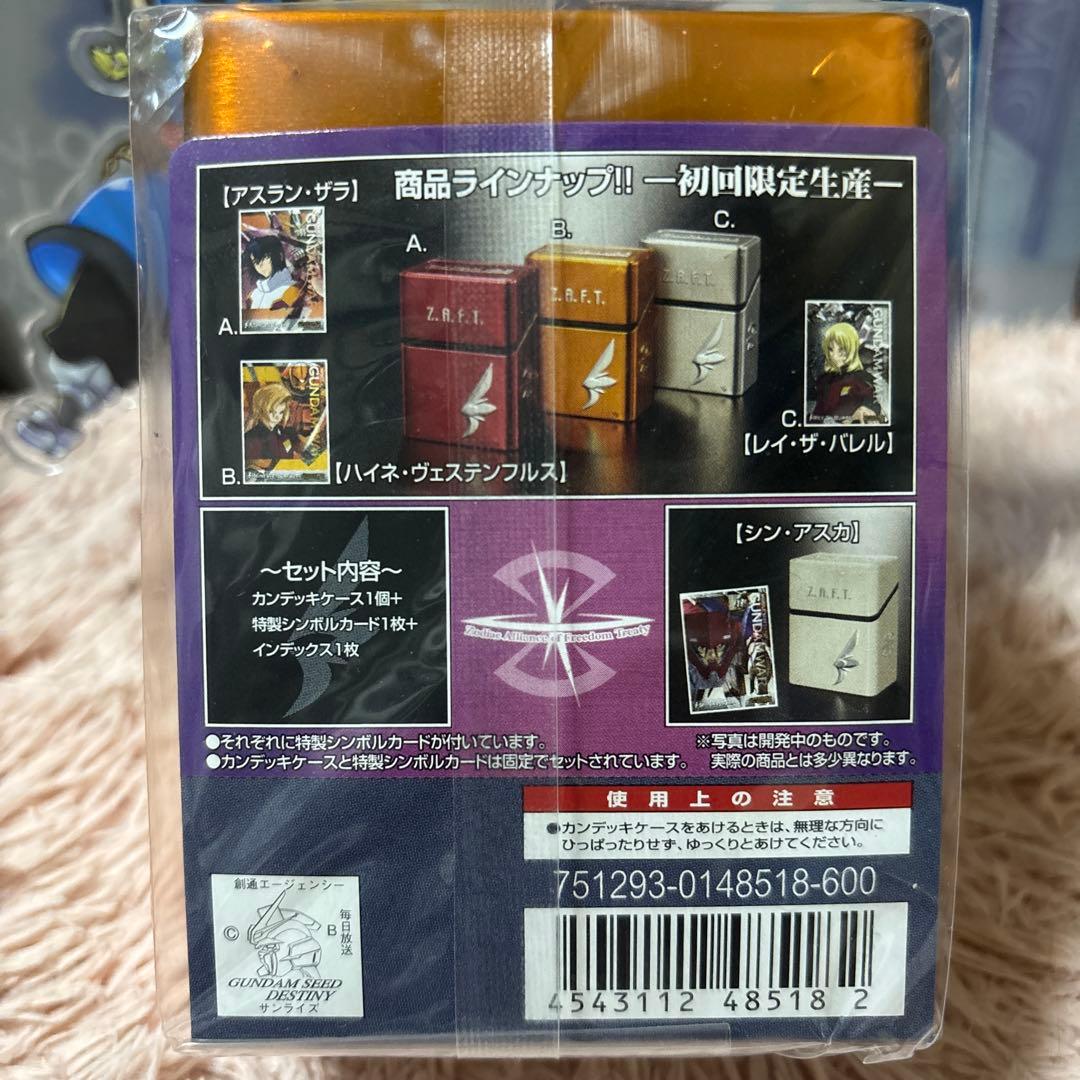 商品ラインナップ!! ー初回限定生産ー
【アスラン・ザラ】
A.
B.
C.
Z.A.F.T.
Z.A.F.T.
Z.A.F.T.
GUNDAM WAR
A.
GUNDAM WAR
B.
【ハイネ・ヴェステンフルス】
GUNDAM WAR
C.
【レイ・ザ・バレル】
～セット内容～
カンデッキケース1個+
特製シンボルカード1枚+
インデックス1枚
Zodiac Alliance of Freedom Treaty
【シン・アスカ】
GUNDAM WAR
Z.A.F.T.
●それぞれに特製シンボルカードが付いています。
●カンデッキケースと特製シンボルカードは固定でセットされています。
※写真は開発中のものです。
実際の商品とは多少異なります。
使用上の注意
●カンデッキケースをあけるときは、無理な方向に
ひっぱったりせず、ゆっくりとあけてください。
751293-0148518-600
4543112 48518 2
創通エージェンシー
©
B
毎日放送
GUNDAM SEED
DESTINY
サンライズ